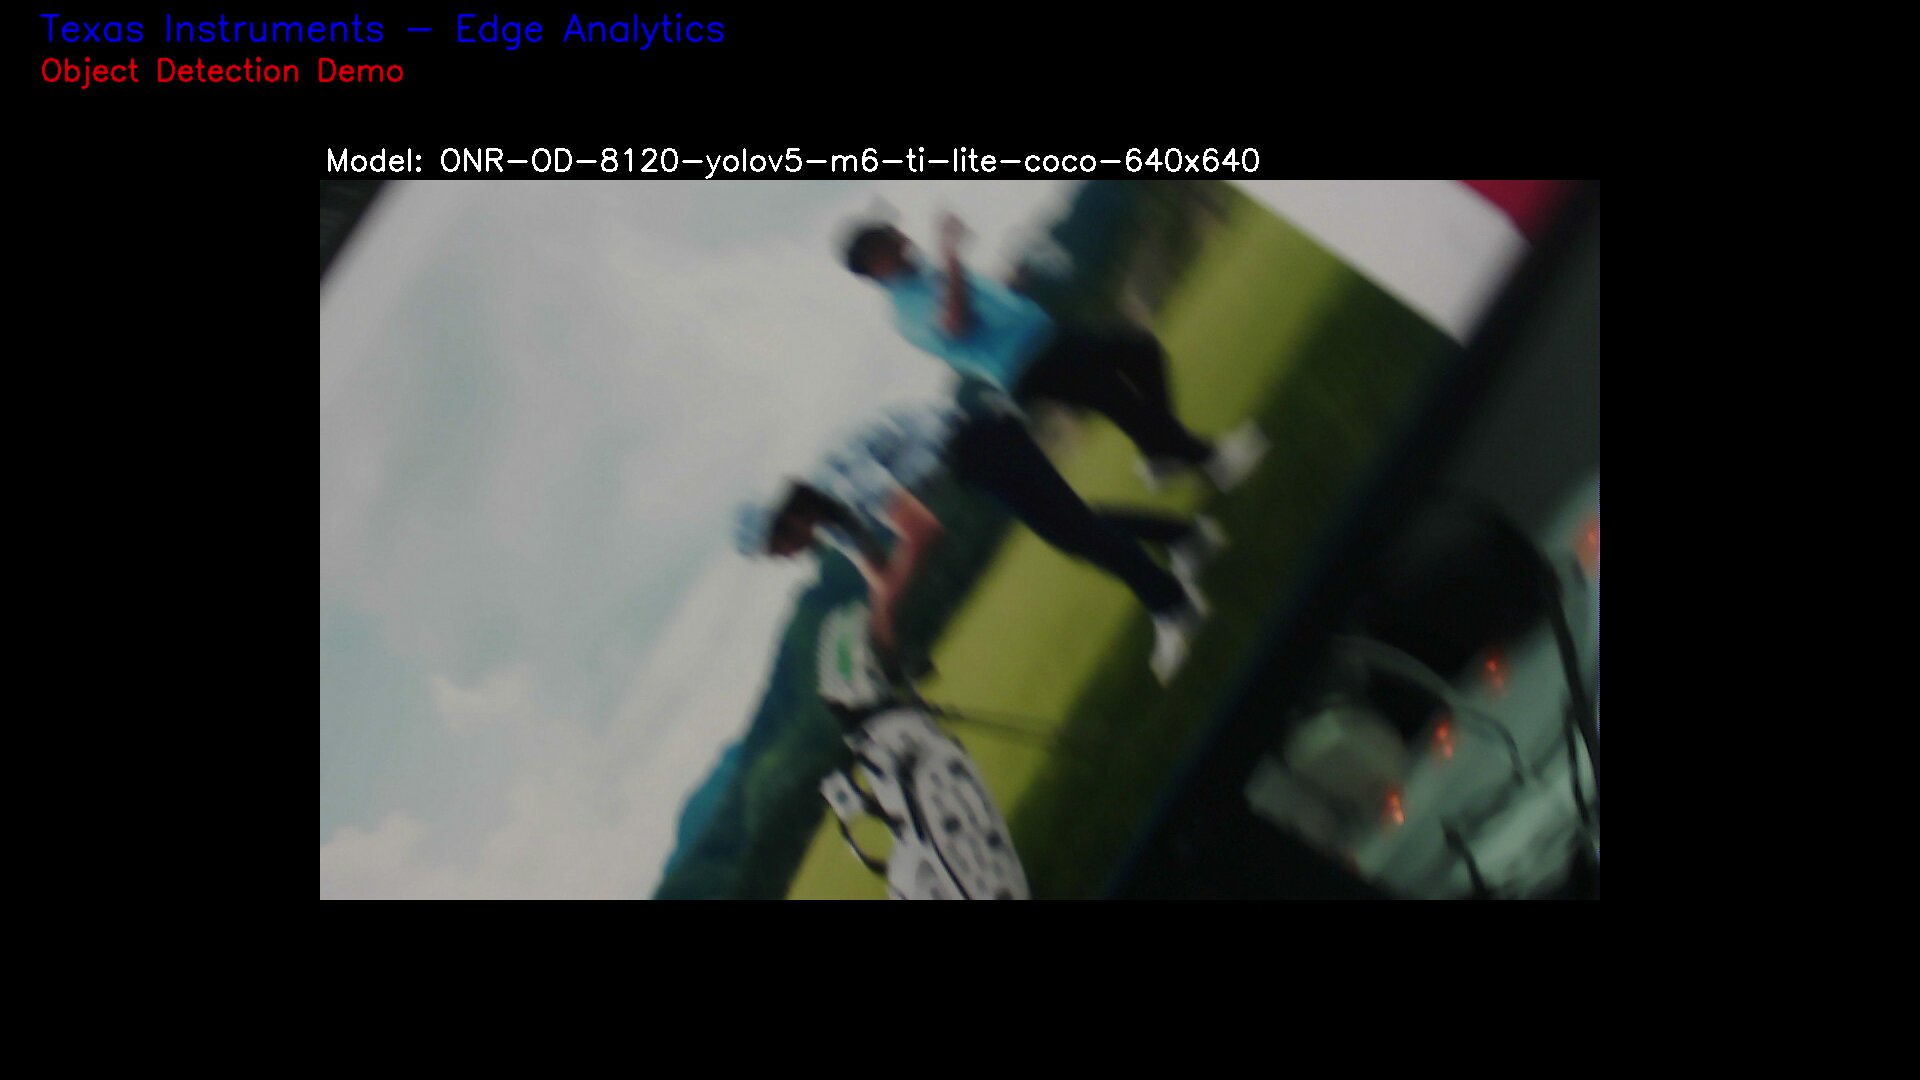 Texas Instruments – Edge Analytics
Object Detection Demo
Model: ONR-OD-8120-yolov5-m6-ti-lite-coco-640x640